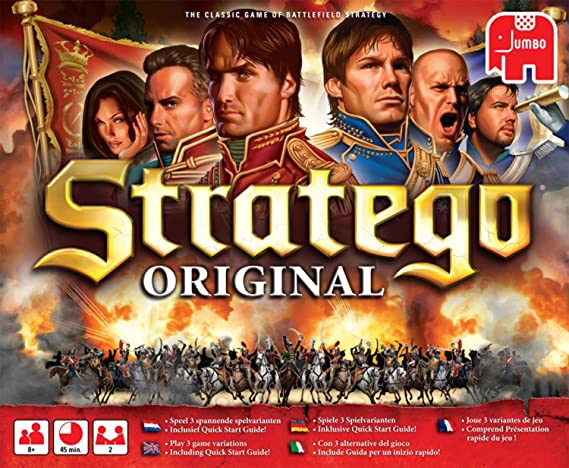 THE CLASSIC GAME OF BATTLEFIELD STRATEGY
JUMBO
Stratego
ORIGINAL
• Speel 3 spannende spelvarianten
• Inclusief Quick Start Guide!
• Play 3 game variations
• Including Quick Start Guide!
• Spiele 3 Spielvarianten
• Inklusive Quick Start Guide!
• Con 3 alternative del gioco
• Include Guida per un inizio rapido!
• Joue 3 variantes de jeu
• Comprend Présentation
rapide du jeu !
8+
45 min.
2